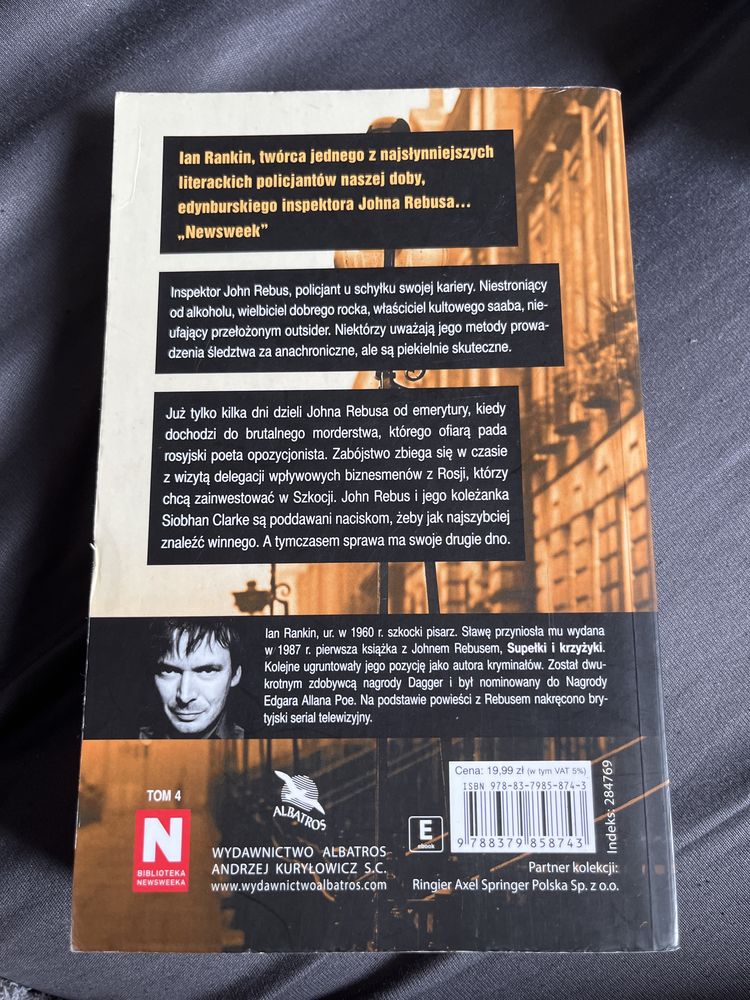 Ian Rankin, twórca jednego z najsłynniejszych
literackich policjantów naszej doby,
edynburskiego inspektora Johna Rebusa...
„Newsweek”
Inspektor John Rebus, policjant u schyłku swojej kariery. Niestroniący
od alkoholu, wielbiciel dobrego rocka, właściciel kultowego saaba, nie-
ufający przełożonym outsider. Niektórzy uważają jego metody prowa-
dzenia śledztwa za anachroniczne, ale są piekielnie skuteczne.
Już tylko kilka dni dzieli Johna Rebusa od emerytury, kiedy
dochodzi do brutalnego morderstwa, którego ofiarą pada
rosyjski poeta opozycjonista. Zabójstwo zbiega się w czasie
z wizytą delegacji wpływowych biznesmenów z Rosji, którzy
chcą zainwestować w Szkocji. John Rebus i jego koleżanka
Siobhan Clarke są poddawani naciskom, żeby jak najszybciej
znaleźć winnego. A tymczasem sprawa ma swoje drugie dno.
Ian Rankin, ur. w 1960 r. szkocki pisarz. Sławę przyniosła mu wydana
w 1987 r. pierwsza książka z Johnem Rebusem, Supełki i krzyżyki.
Kolejne ugruntowały jego pozycję jako autora kryminałów. Został dwu-
krotnym zdobywcą nagrody Dagger i był nominowany do Nagrody
Edgara Allana Poe. Na podstawie powieści z Rebusem nakręcono bry-
tyjski serial telewizyjny.
TOM 4
N
BIBLIOTEKA
NEWSWEEKA
ALBATROS
WYDAWNICTWO ALBATROS
ANDRZEJ KURYŁOWICZ S.C.
www.wydawnictwoalbatros.com
E
ebook
Cena: 19,99 zł (w tym VAT 5%)
ISBN 978-83-7985-874-3
9 788379 858743
Indeks: 284769
Partner kolekcji:
Ringier Axel Springer Polska Sp. z o.o.